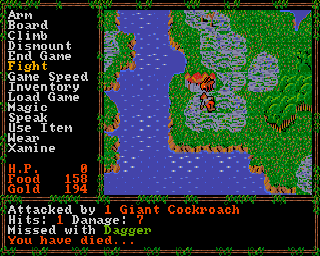 Arm
Board
Climb
Dismount
End Game
Fight
Game Speed
Inventory
Load Game
Magic
Speak
Use Item
Wear
Xamine
H.P. 0
Food 158
Gold 194
Attacked by 1 Giant Cockroach
Hits: 1 Damage: 7
Missed with Dagger
You have died...